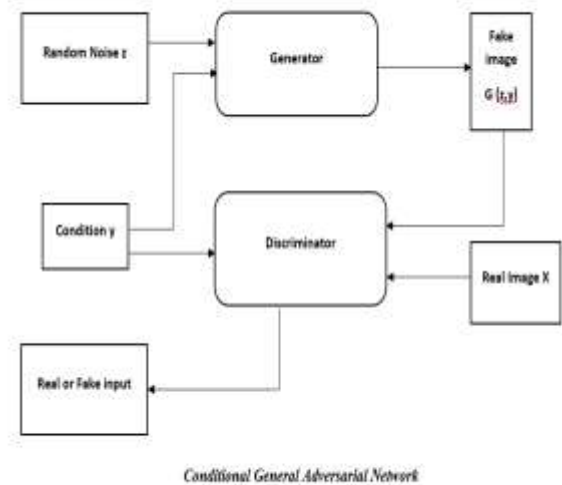 Random Noise z
Generator
Fake
Image
G (z,y)
Condition y
Discriminator
Real Image X
Real or Fake input
Conditional General Adversarial Network